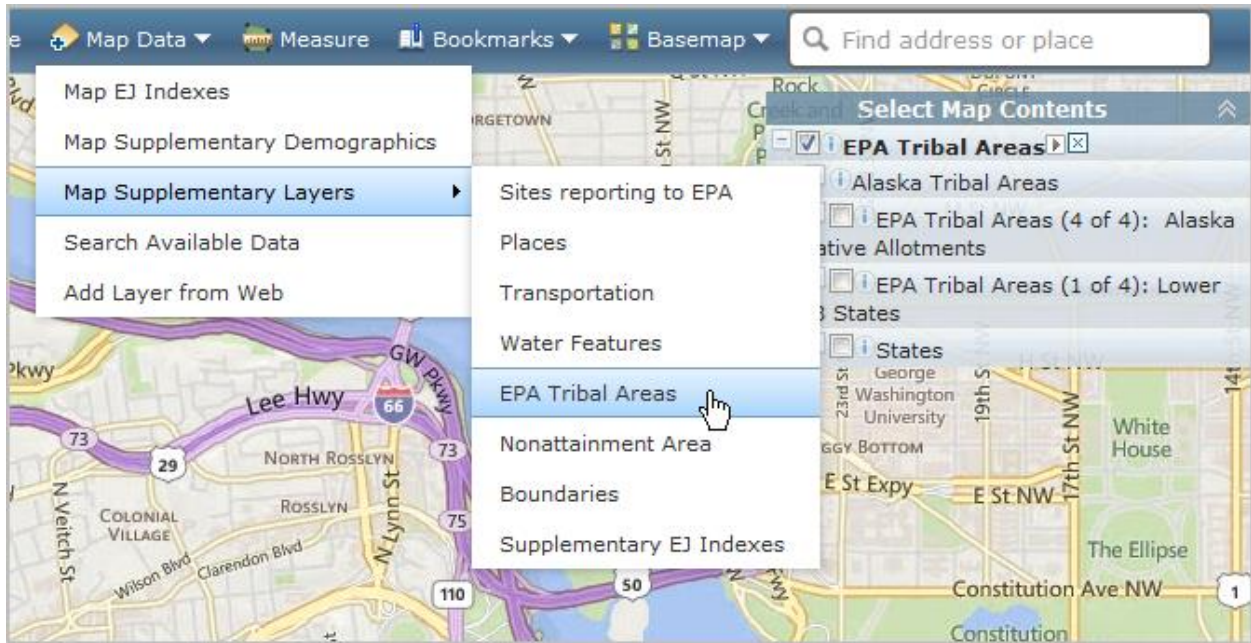 e Map Data Measure Bookmarks Basemap Find address or place
Map EJ Indexes
Map Supplementary Demographics
Map Supplementary Layers
Search Available Data
Add Layer from Web
Sites reporting to EPA
Places
Transportation
Water Features
EPA Tribal Areas
Nonattainment Area
Boundaries
Supplementary EJ Indexes
Select Map Contents
EPA Tribal Areas
Alaska Tribal Areas
EPA Tribal Areas (4 of 4): Alaska
ative Allotments
EPA Tribal Areas (1 of 4): Lower
States
States
Rock
RGETOWN
St NW
GW Pkwy
Pkwy
Lee Hwy
66
73
29
NORTH ROSSLYN
73
N Veitch St
COLONIAL
VILLAGE
ROSSLYN
N Lynn St
75
Wilson Blvd
Clarendon Blvd
110
50
H St NW
George
Washington
University
23rd St
19th S
17th St NW
14t
White
House
GGY BOTTOM
E St Expy
E St NW
The Ellipse
Constitution Ave NW
1
Constitution